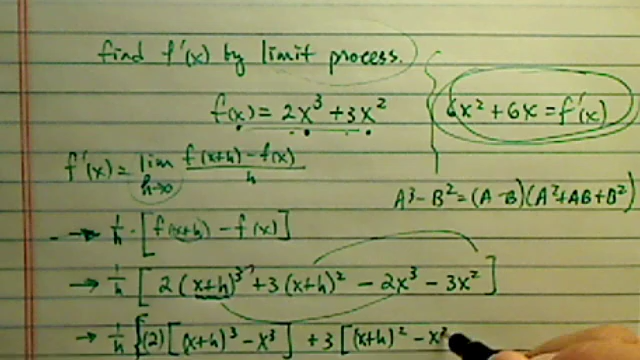 find f'(x) by limit process.
f(x) = 2x³ + 3x²
6x² + 6x = f'(x)
f'(x) = lim h→0 f(x+h) − f(x) / h
A³ − B² = (A − B)(A² + AB + B²)
→ 1/h · [f(x+h) − f(x)]
→ 1/h [2(x+h)³ + 3(x+h)² − 2x³ − 3x²]
→ 1/h {(2)[(x+h)³ − x³] + 3[(x+h)² − x²